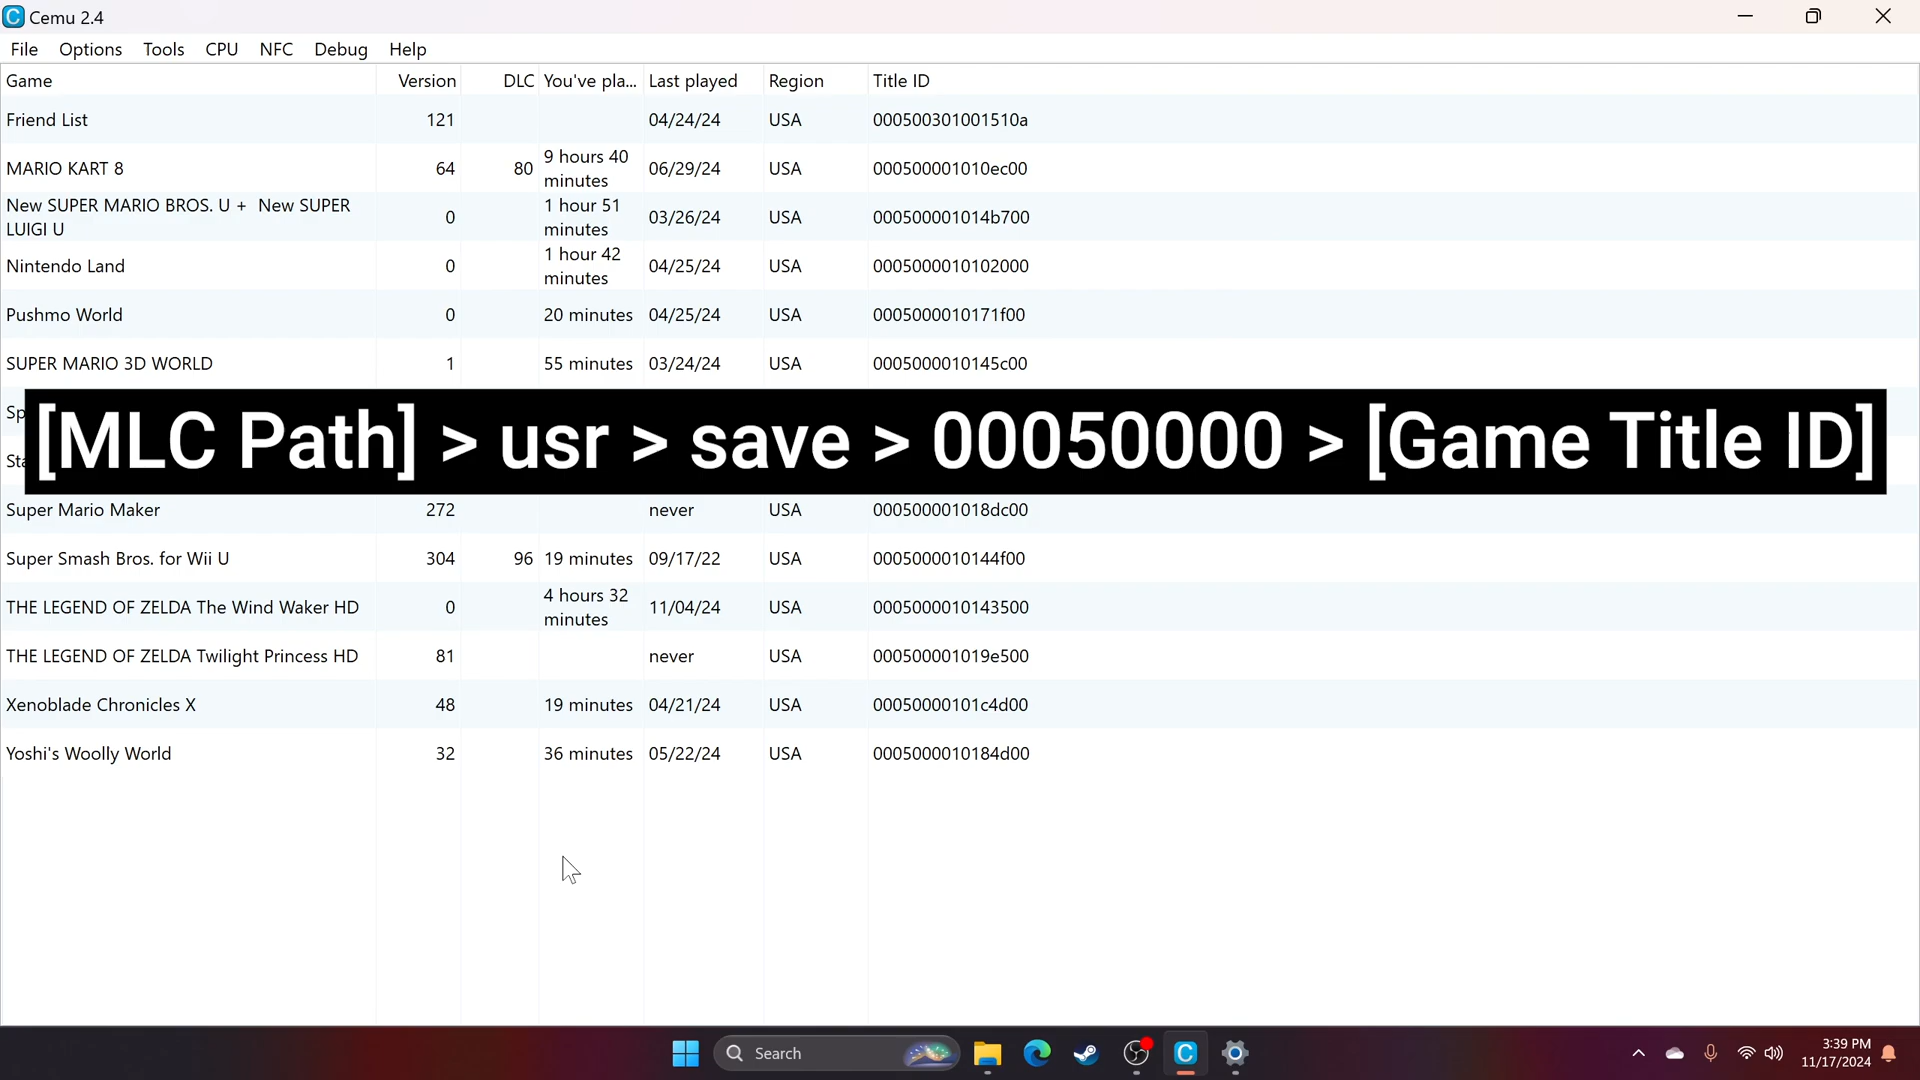 Cemu 2.4
File Options Tools CPU NFC Debug Help
Game Version DLC You've pla... Last played Region Title ID
Friend List 121 04/24/24 USA 000500301001510a
MARIO KART 8 64 80 9 hours 40 minutes 06/29/24 USA 000500001010ec00
New SUPER MARIO BROS. U + New SUPER LUIGI U 0 1 hour 51 minutes 03/26/24 USA 000500001014b700
Nintendo Land 0 1 hour 42 minutes 04/25/24 USA 0005000010102000
Pushmo World 0 20 minutes 04/25/24 USA 0005000010171f00
SUPER MARIO 3D WORLD 1 55 minutes 03/24/24 USA 0005000010145c00
Sp
[MLC Path] > usr > save > 00050000 > [Game Title ID]
Sta
Super Mario Maker 272 never USA 000500001018dc00
Super Smash Bros. for Wii U 304 96 19 minutes 09/17/22 USA 0005000010144f00
THE LEGEND OF ZELDA The Wind Waker HD 0 4 hours 32 minutes 11/04/24 USA 0005000010143500
THE LEGEND OF ZELDA Twilight Princess HD 81 never USA 000500001019e500
Xenoblade Chronicles X 48 19 minutes 04/21/24 USA 00050000101c4d00
Yoshi's Woolly World 32 36 minutes 05/22/24 USA 0005000010184d00
Search
3:39 PM
11/17/2024